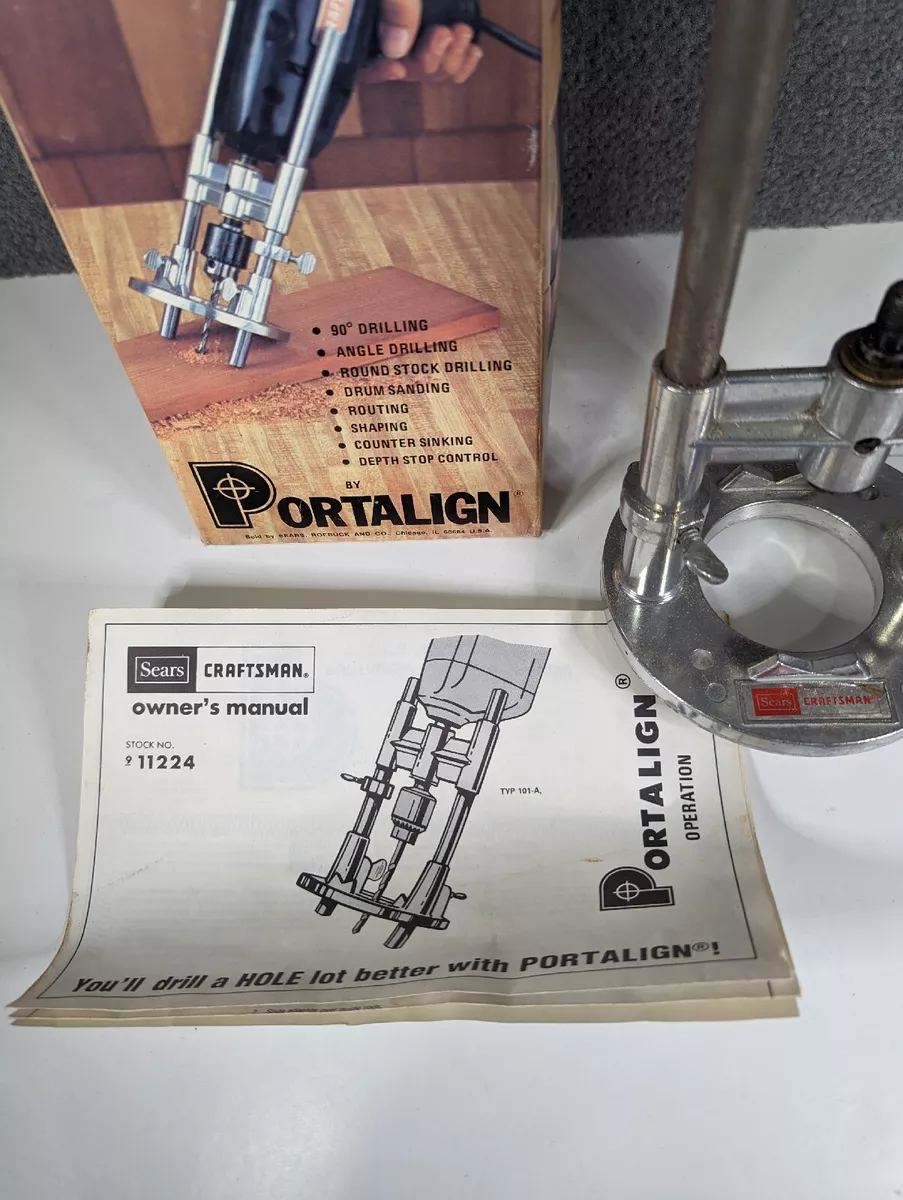 • 90° DRILLING
• ANGLE DRILLING
• ROUND STOCK DRILLING
• DRUM SANDING
• ROUTING
• SHAPING
• COUNTER SINKING
• DEPTH STOP CONTROL
BY
PORTALIGN®
Sold by SEARS, ROEBUCK AND CO., Chicago, IL 60684 U.S.A.
Sears CRAFTSMAN®
owner's manual
STOCK NO.
9 11224
TYP 101-A.
PORTALIGN®
OPERATION
You'll drill a HOLE lot better with PORTALIGN®!
Sears CRAFTSMAN